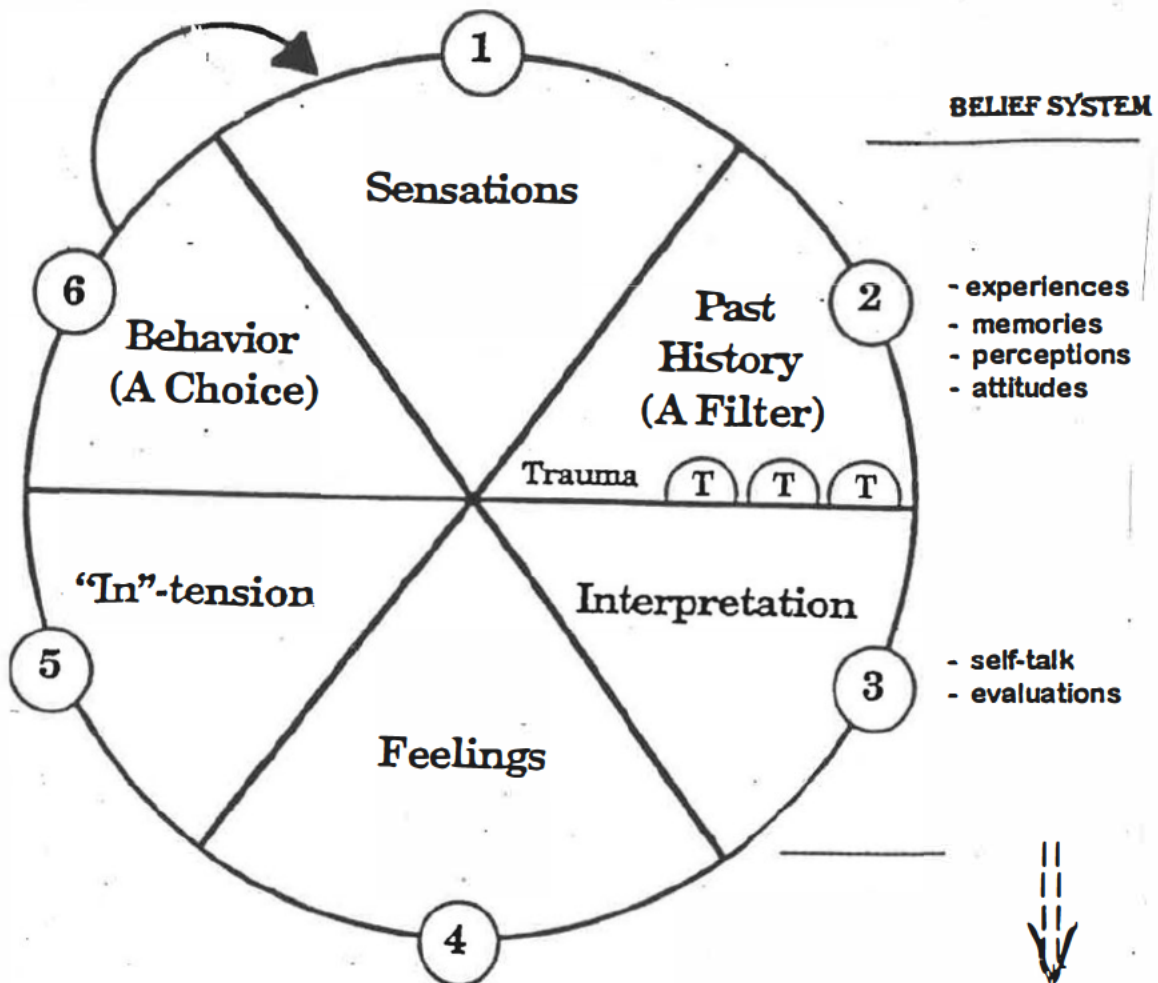 1
BELIEF SYSTEM
Sensations
6
2
- experiences
- memories
- perceptions
- attitudes
Past
History
(A Filter)
Behavior
(A Choice)
Trauma
T T T
"In"-tension
Interpretation
5
3
- self-talk
- evaluations
Feelings
4